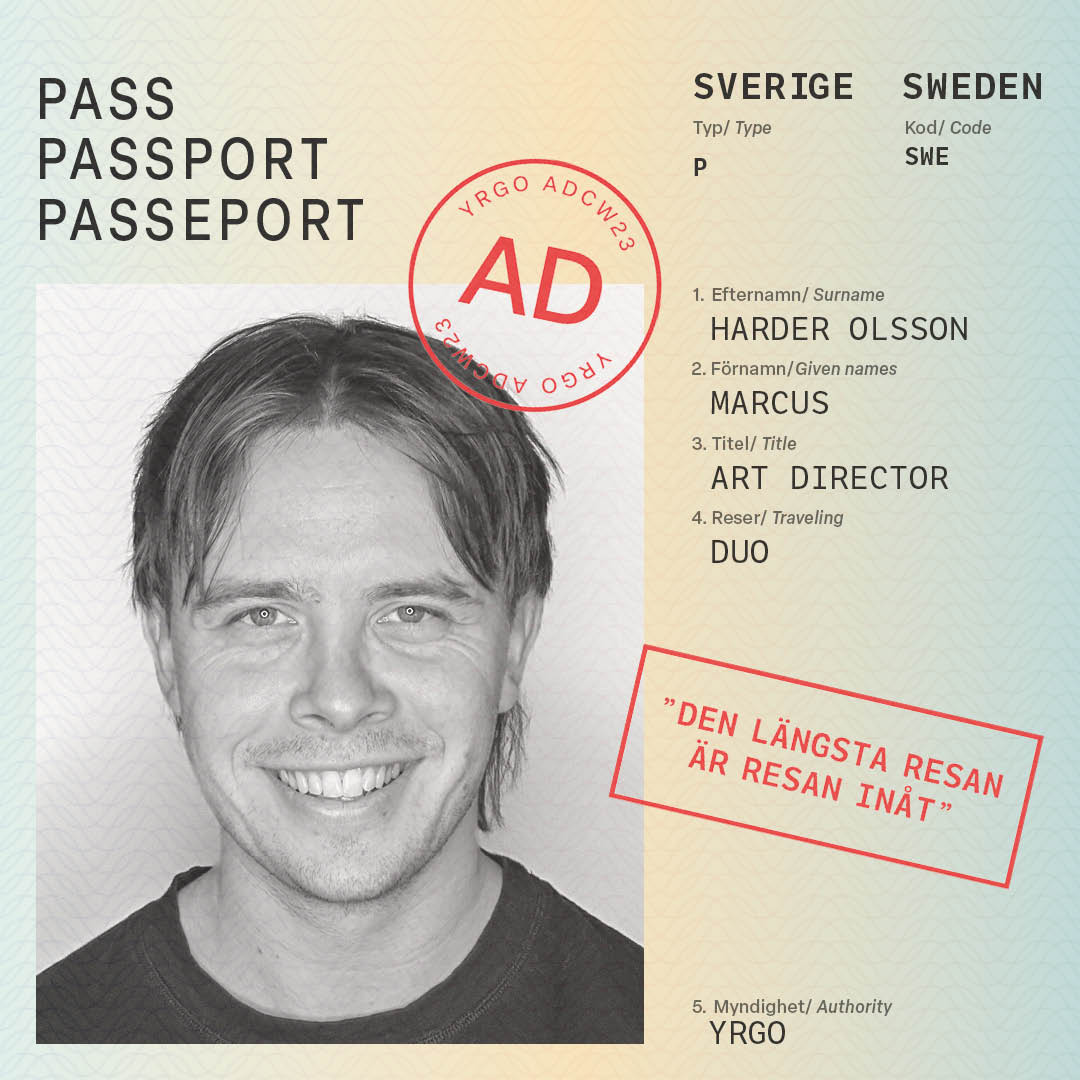 PASS
PASSPORT
PASSEPORT
YRGO ADCW23
AD
YRGO ADCW23
SVERIGE SWEDEN
Typ/ Type Kod/ Code
P SWE
1. Efternamn/ Surname
HARDER OLSSON
2. Förnamn/Given names
MARCUS
3. Titel/ Title
ART DIRECTOR
4. Reser/ Traveling
DUO
”DEN LÄNGSTA RESAN
ÄR RESAN INÅT”
5. Myndighet/ Authority
YRGO